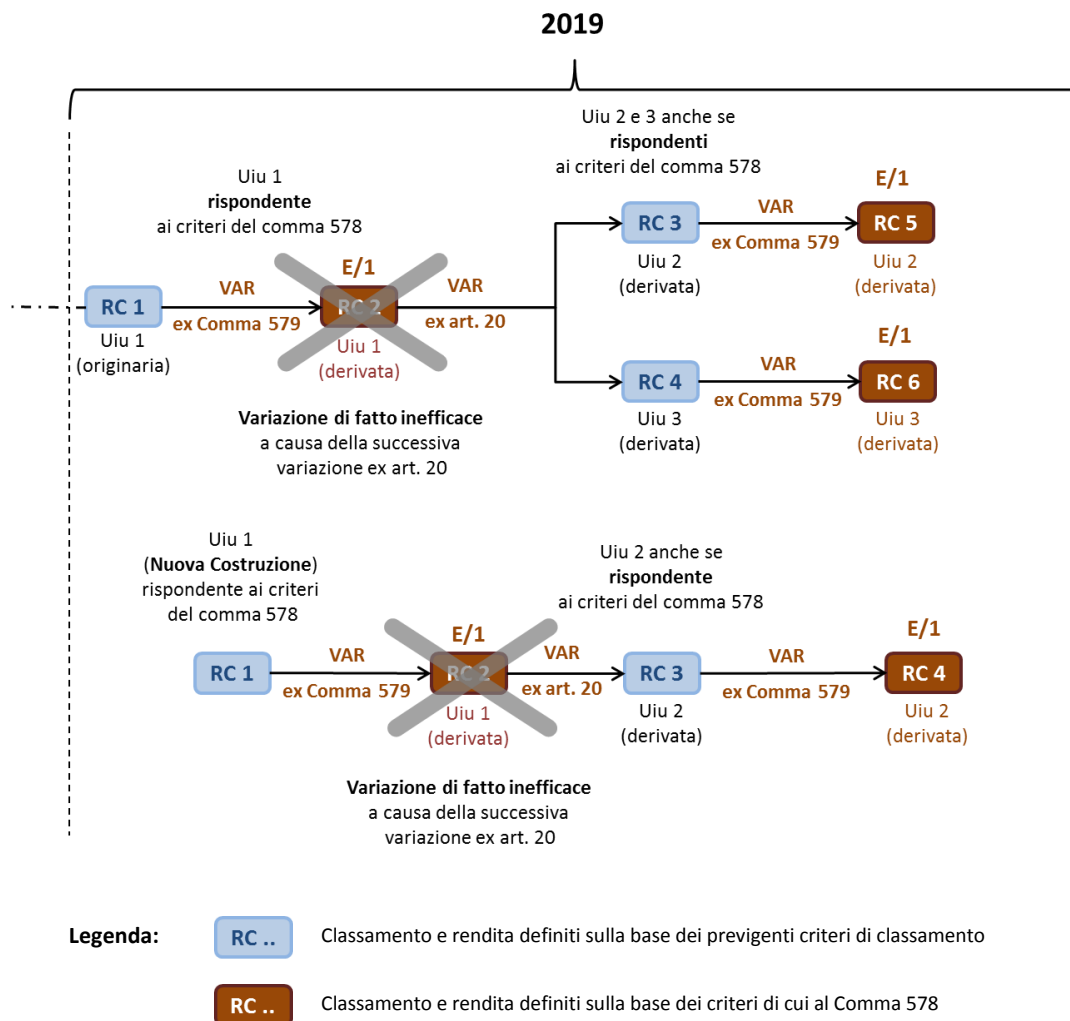 2019
Uiu 2 e 3 anche se
rispondenti
ai criteri del comma 578
Uiu 1
rispondente
ai criteri del comma 578
RC 1
Uiu 1
(originaria)
VAR
ex Comma 579
E/1
RC 2
Uiu 1
(derivata)
VAR
ex art. 20
Variazione di fatto inefficace
a causa della successiva
variazione ex art. 20
RC 3
Uiu 2
(derivata)
VAR
ex Comma 579
E/1
RC 5
Uiu 2
(derivata)
RC 4
Uiu 3
(derivata)
VAR
ex Comma 579
E/1
RC 6
Uiu 3
(derivata)
Uiu 1
(Nuova Costruzione)
rispondente ai criteri
del comma 578
Uiu 2 anche se
rispondente
ai criteri del comma 578
RC 1
VAR
ex Comma 579
E/1
RC 2
Uiu 1
(derivata)
VAR
ex art. 20
RC 3
Uiu 2
(derivata)
VAR
ex Comma 579
E/1
RC 4
Uiu 2
(derivata)
Variazione di fatto inefficace
a causa della successiva
variazione ex art. 20
Legenda:
RC .. Classamento e rendita definiti sulla base dei previgenti criteri di classamento
RC .. Classamento e rendita definiti sulla base dei criteri di cui al Comma 578